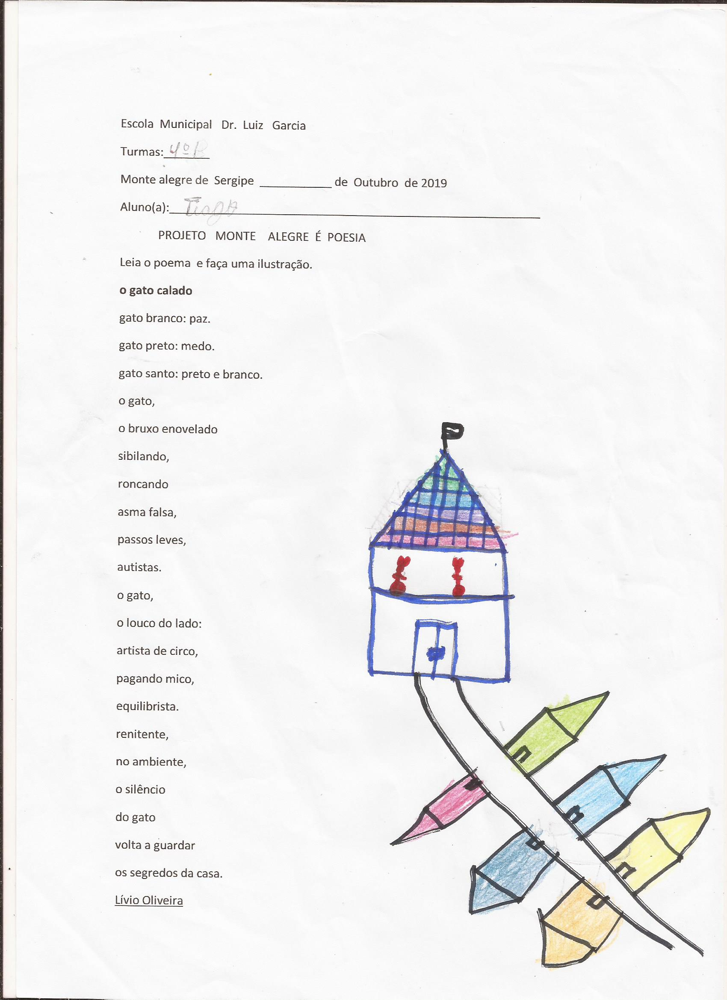 Escola Municipal Dr. Luiz Garcia
Turmas: 4º B
Monte alegre de Sergipe __________ de Outubro de 2019
Aluno(a): Tiago
PROJETO MONTE ALEGRE É POESIA
Leia o poema e faça uma ilustração.
o gato calado
gato branco: paz.
gato preto: medo.
gato santo: preto e branco.
o gato,
o bruxo enovelado
sibilando,
roncando
asma falsa,
passos leves,
autistas.
o gato,
o louco do lado:
artista de circo,
pagando mico,
equilibrista.
renitente,
no ambiente,
o silêncio
do gato
volta a guardar
os segredos da casa.
Lívio Oliveira